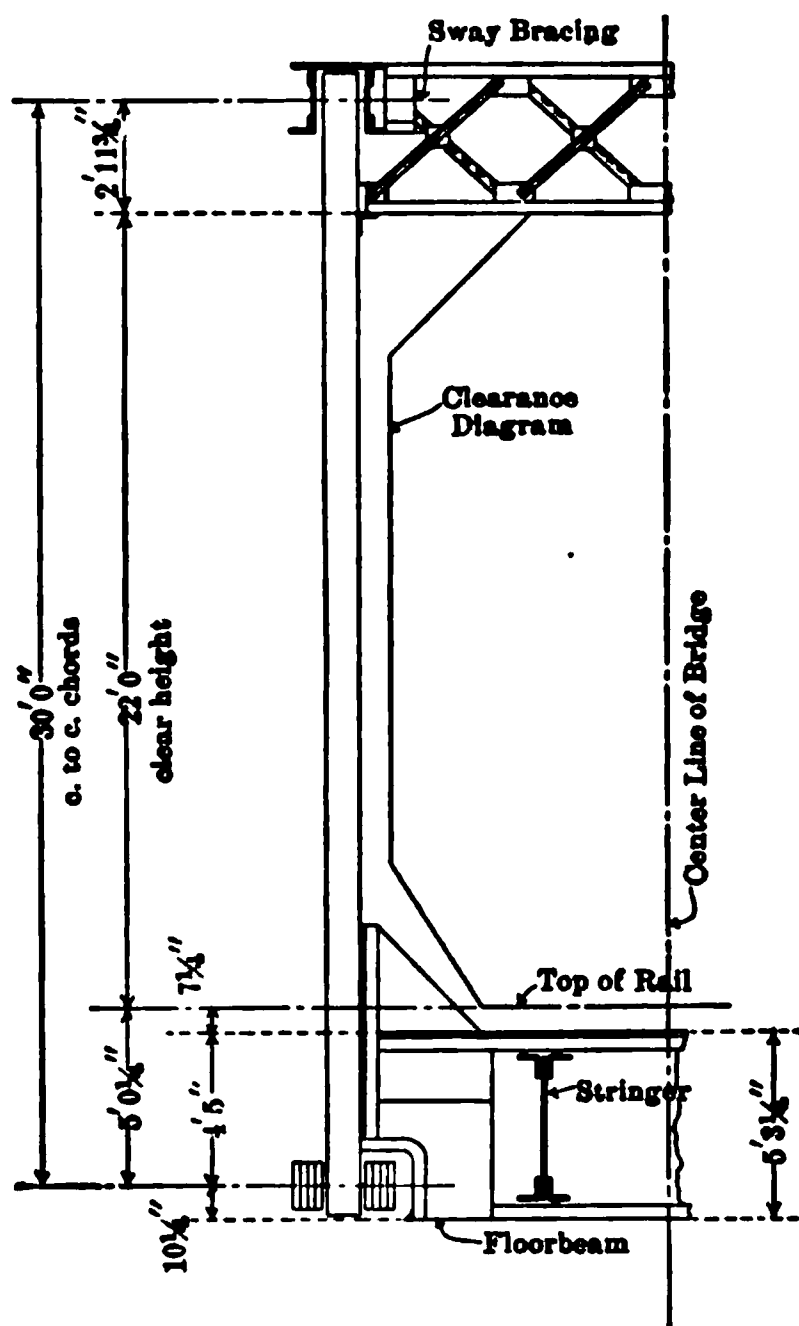 Sway Bracing
2'11¾"
Clearance
Diagram
30'0"
c. to c. chords
22'0"
clear height
Center Line of Bridge
7¼"
Top of Rail
5'0¼"
4'5"
Stringer
5'3¼"
10¼"
Floorbeam